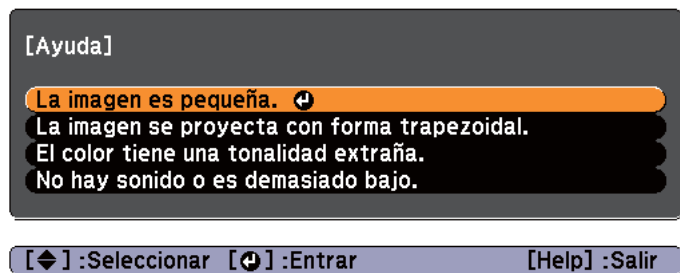 [Ayuda]
La imagen es pequeña.
La imagen se proyecta con forma trapezoidal.
El color tiene una tonalidad extraña.
No hay sonido o es demasiado bajo.
[◆] :Seleccionar [↵] :Entrar [Help] :Salir